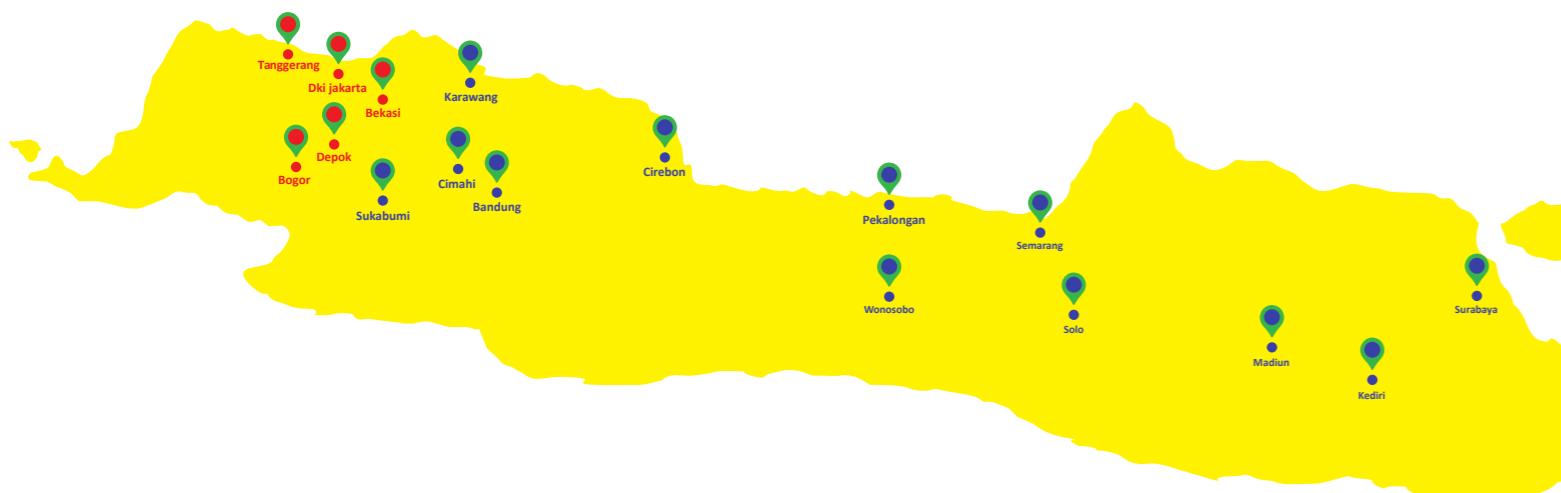 Tanggerang
Dki jakarta
Karawang
Bekasi
Depok
Cirebon
Bogor
Cimahi
Bandung
Sukabumi
Pekalongan
Semarang
Wonosobo
Surabaya
Solo
Madiun
Kediri